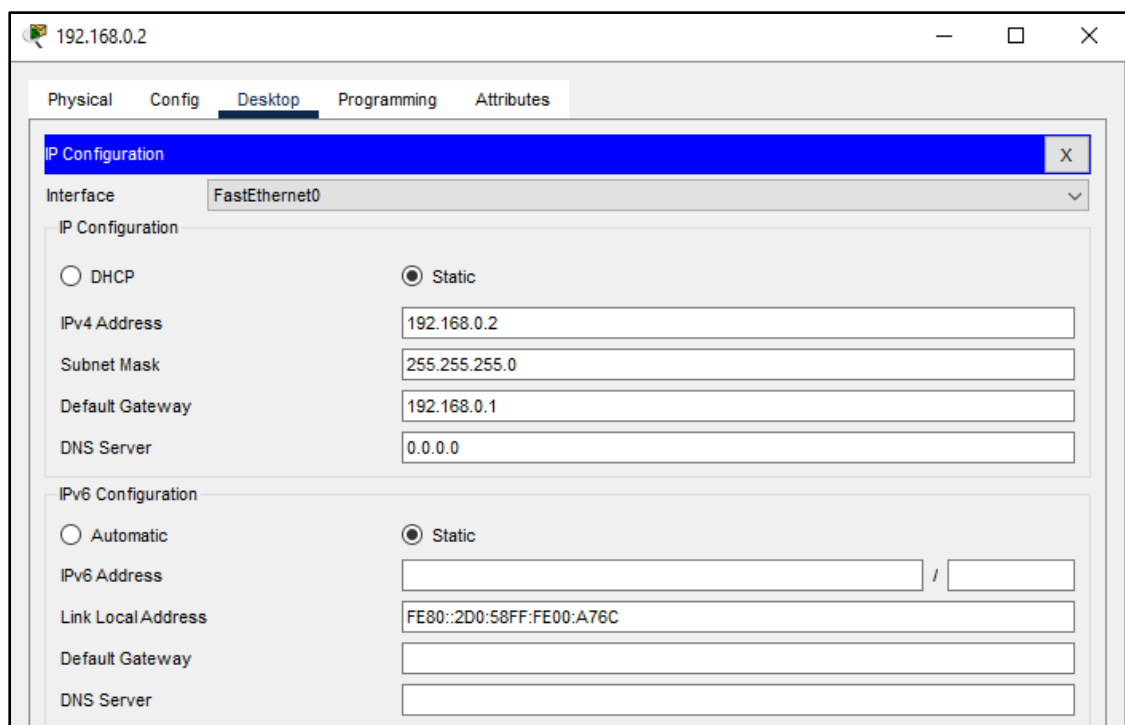 192.168.0.2
Physical Config Desktop Programming Attributes
IP Configuration X
Interface FastEthernet0
IP Configuration
DHCP Static
IPv4 Address 192.168.0.2
Subnet Mask 255.255.255.0
Default Gateway 192.168.0.1
DNS Server 0.0.0.0
IPv6 Configuration
Automatic Static
IPv6 Address /
Link Local Address FE80::2D0:58FF:FE00:A76C
Default Gateway
DNS Server